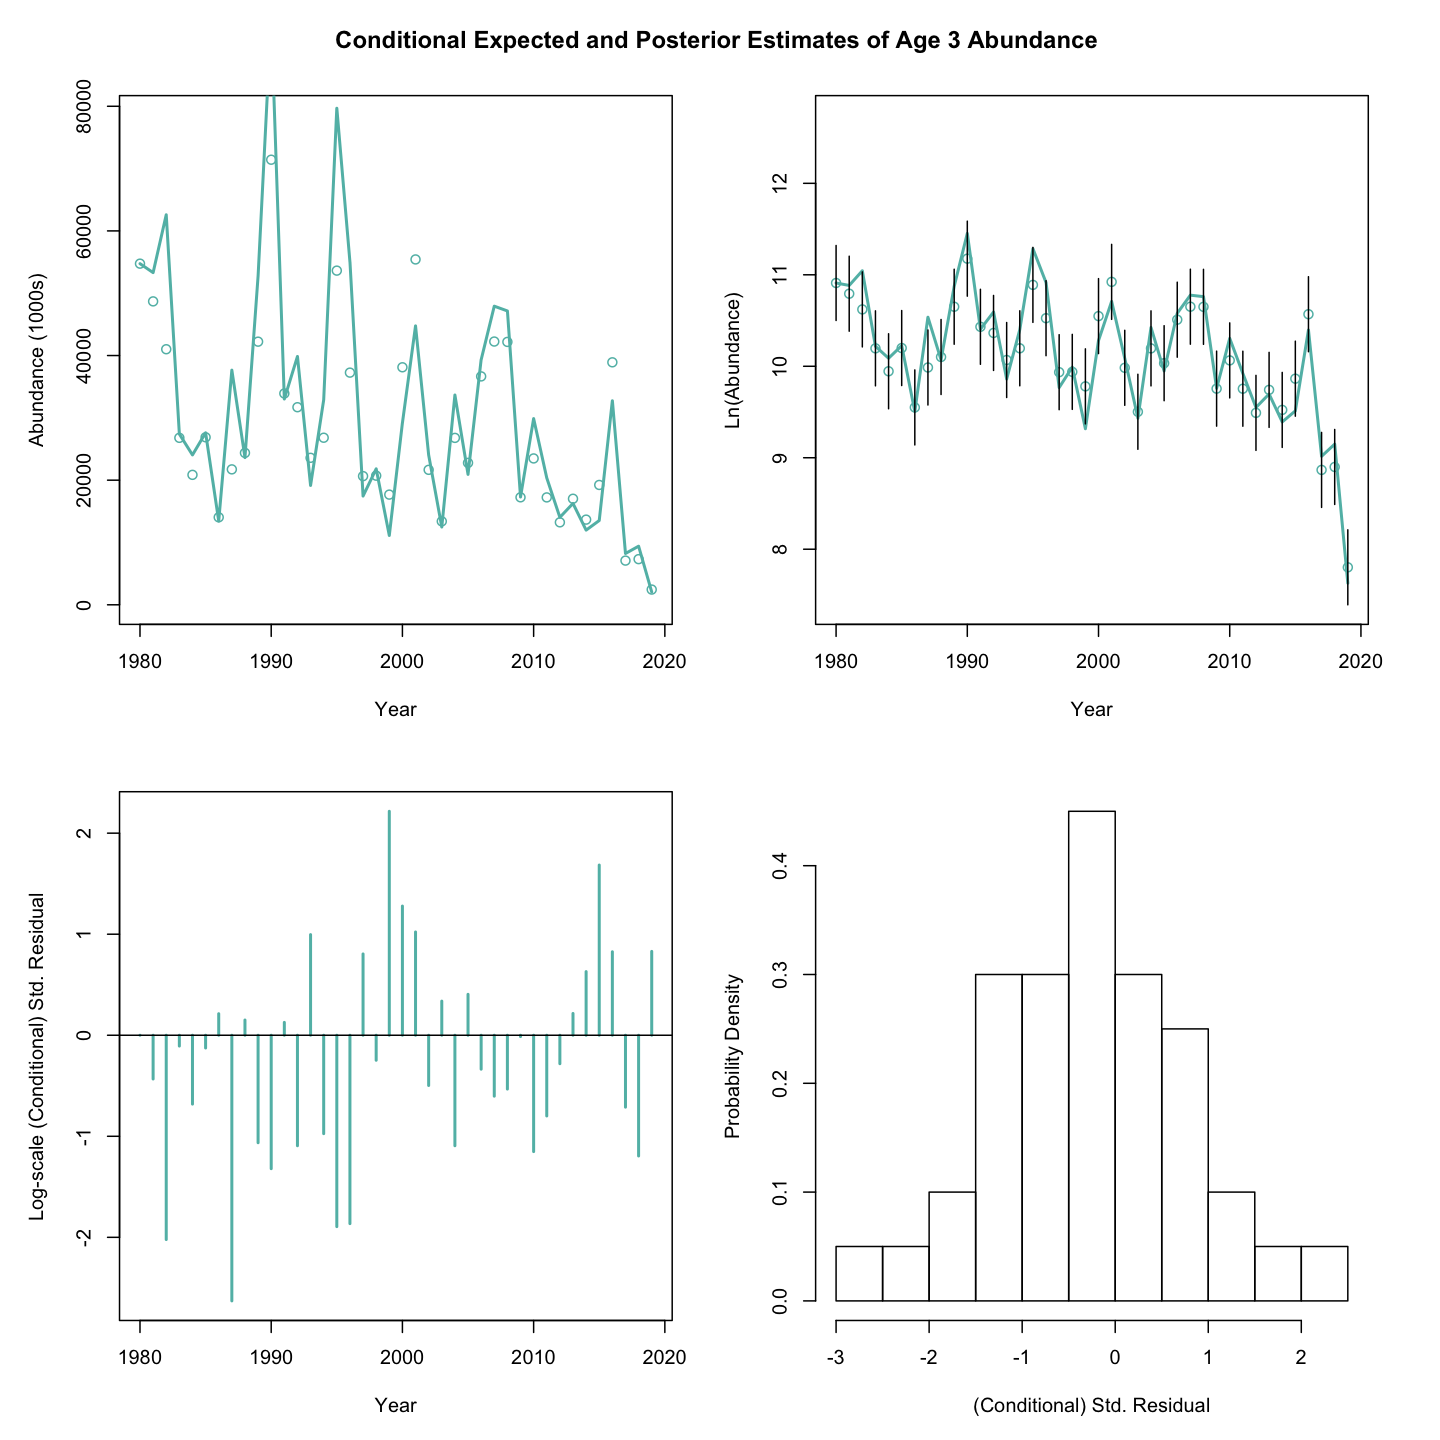 Conditional Expected and Posterior Estimates of Age 3 Abundance
Abundance (1000s)
80000
60000
40000
20000
0
1980 1990 2000 2010 2020
Year
Ln(Abundance)
12
11
10
9
8
1980 1990 2000 2010 2020
Year
Log-scale (Conditional) Std. Residual
2
1
0
-1
-2
1980 1990 2000 2010 2020
Year
Probability Density
0.4
0.3
0.2
0.1
0.0
-3 -2 -1 0 1 2
(Conditional) Std. Residual